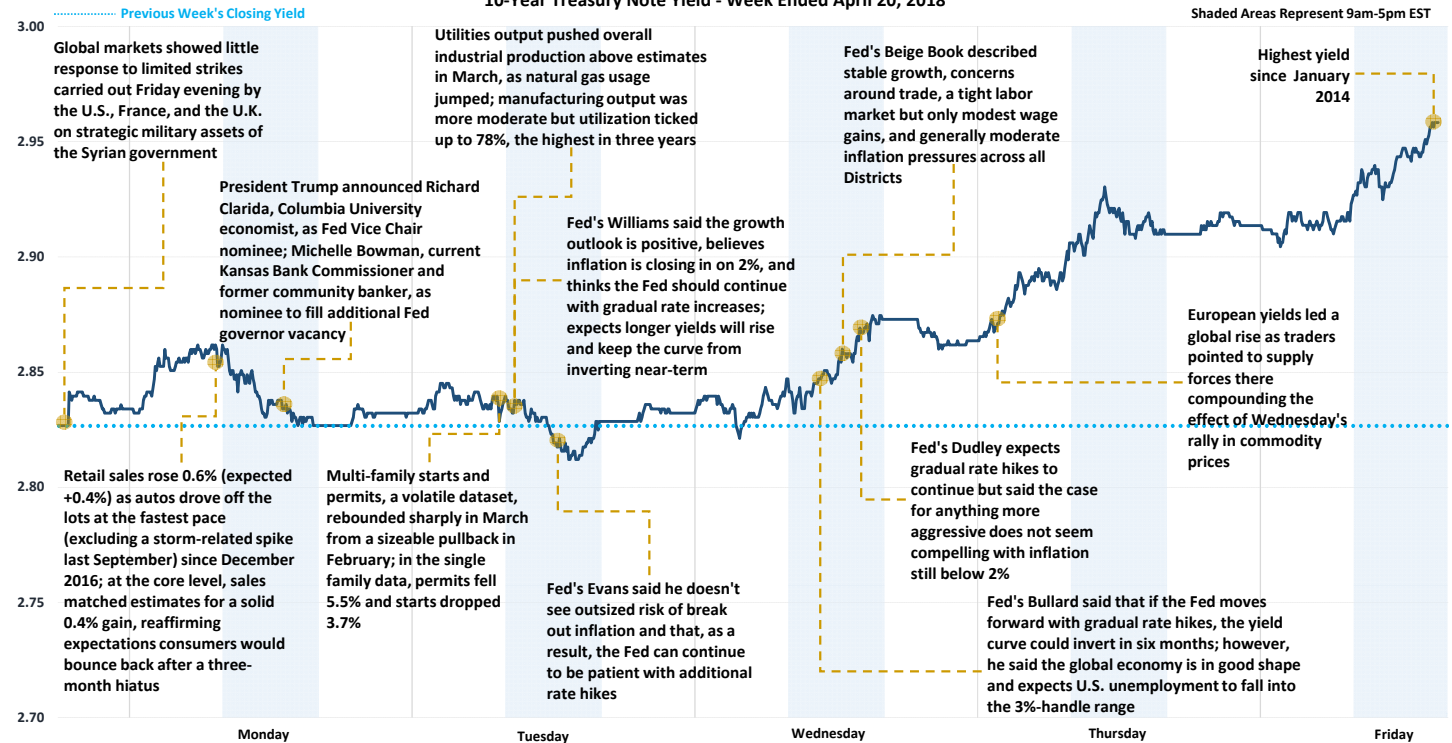 10-Year Treasury Note Yield - Week Ended April 20, 2018
Previous Week's Closing Yield
Shaded Areas Represent 9am-5pm EST
3.00
2.95
2.90
2.85
2.80
2.75
2.70
Global markets showed little
response to limited strikes
carried out Friday evening by
the U.S., France, and the U.K.
on strategic military assets of
the Syrian government
President Trump announced Richard
Clarida, Columbia University
economist, as Fed Vice Chair
nominee; Michelle Bowman, current
Kansas Bank Commissioner and
former community banker, as
nominee to fill additional Fed
governor vacancy
Utilities output pushed overall
industrial production above estimates
in March, as natural gas usage
jumped; manufacturing output was
more moderate but utilization ticked
up to 78%, the highest in three years
Fed's Williams said the growth
outlook is positive, believes
inflation is closing in on 2%, and
thinks the Fed should continue
with gradual rate increases;
expects longer yields will rise
and keep the curve from
inverting near-term
Fed's Beige Book described
stable growth, concerns
around trade, a tight labor
market but only modest wage
gains, and generally moderate
inflation pressures across all
Districts
Highest yield
since January
2014
European yields led a
global rise as traders
pointed to supply
forces there
compounding the
effect of Wednesday's
rally in commodity
prices
Retail sales rose 0.6% (expected
+0.4%) as autos drove off the
lots at the fastest pace
(excluding a storm-related spike
last September) since December
2016; at the core level, sales
matched estimates for a solid
0.4% gain, reaffirming
expectations consumers would
bounce back after a three-
month hiatus
Multi-family starts and
permits, a volatile dataset,
rebounded sharply in March
from a sizeable pullback in
February; in the single
family data, permits fell
5.5% and starts dropped
3.7%
Fed's Evans said he doesn't
see outsized risk of break
out inflation and that, as a
result, the Fed can continue
to be patient with additional
rate hikes
Fed's Dudley expects
gradual rate hikes to
continue but said the case
for anything more
aggressive does not seem
compelling with inflation
still below 2%
Fed's Bullard said that if the Fed moves
forward with gradual rate hikes, the yield
curve could invert in six months; however,
he said the global economy is in good shape
and expects U.S. unemployment to fall into
the 3%-handle range
Monday
Tuesday
Wednesday
Thursday
Friday